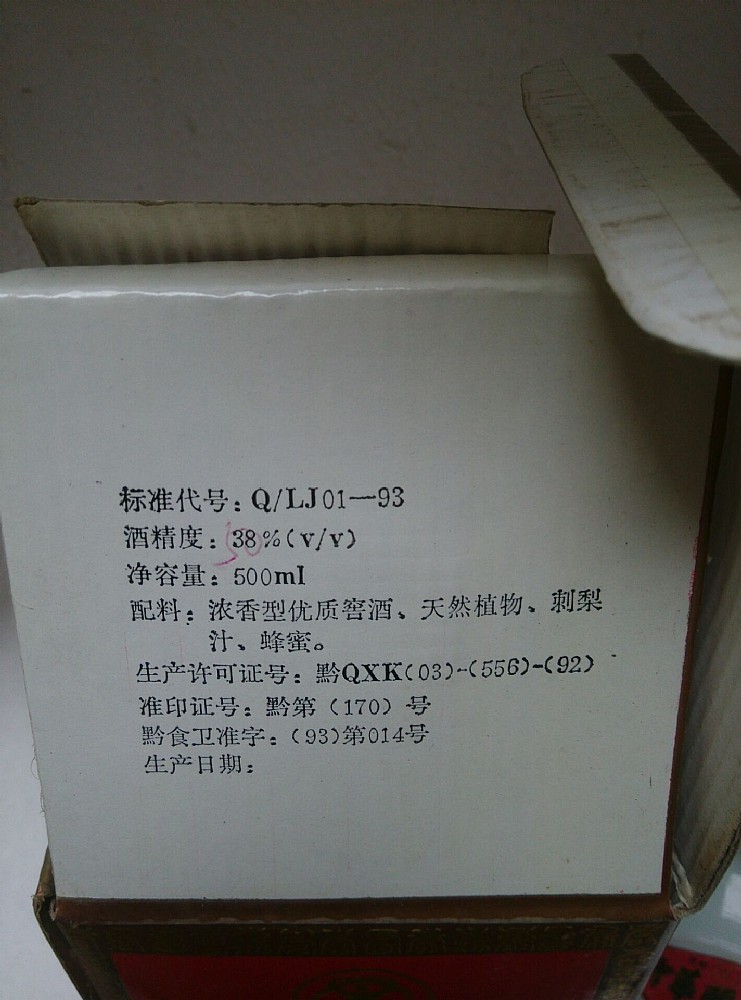 标准代号：Q/LJ01—93
酒精度：38%(v/v)
50
净容量：500ml
配料：浓香型优质窖酒、天然植物、刺梨
汁、蜂蜜。
生产许可证号：黔QXK(03)-(556)-(92)
准印证号：黔第（170）号
黔食卫准字：(93)第014号
生产日期：